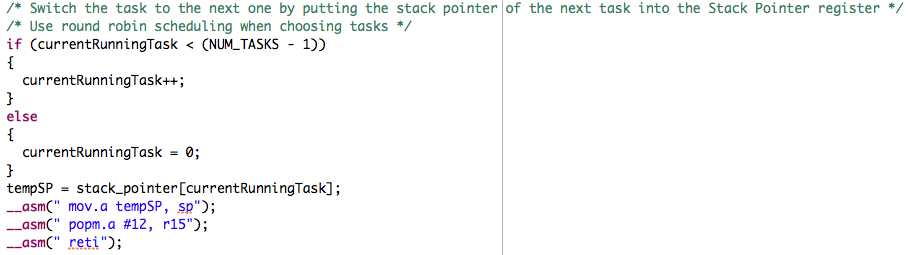 /* Switch the task to the next one by putting the stack pointer of the next task into the Stack Pointer register */
/* Use round robin scheduling when choosing tasks */
if (currentRunningTask < (NUM_TASKS - 1))
{
  currentRunningTask++;
}
else
{
  currentRunningTask = 0;
}
tempSP = stack_pointer[currentRunningTask];
__asm(" mov.a tempSP, sp");
__asm(" popm.a #12, r15");
__asm(" reti");